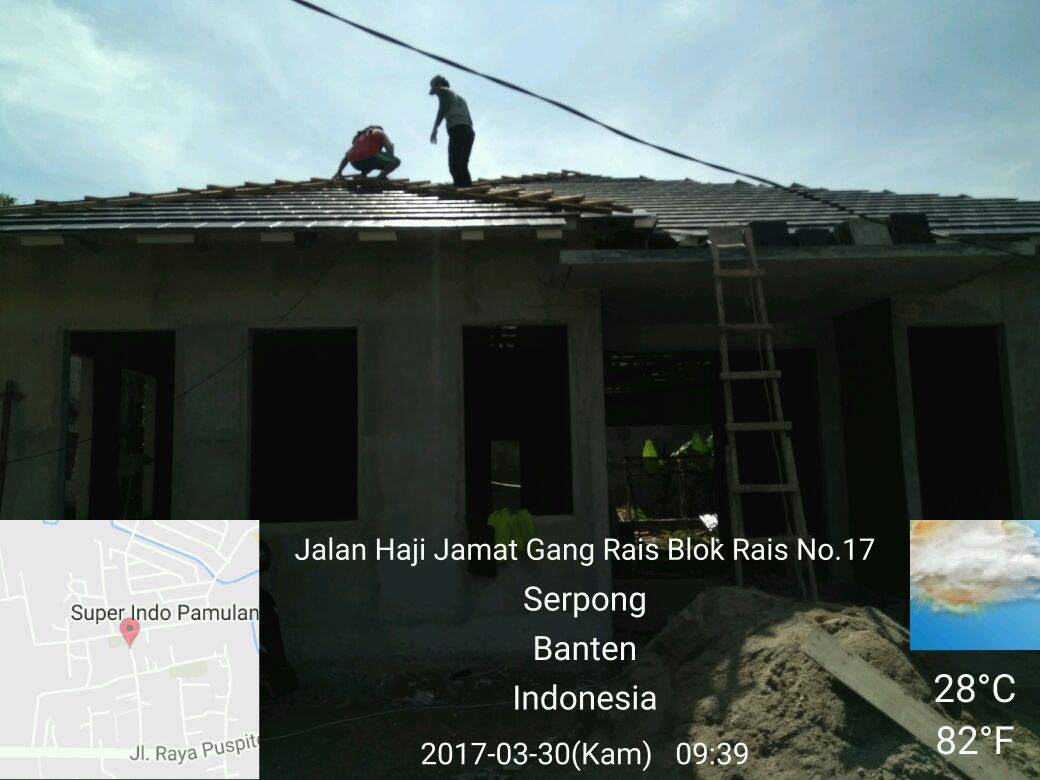 Jalan Haji Jamat Gang Rais Blok Rais No.17
Serpong
Banten
Indonesia
2017-03-30(Kam) 09:39
Super Indo Pamulan
Jl. Raya Puspite
28°C
82°F